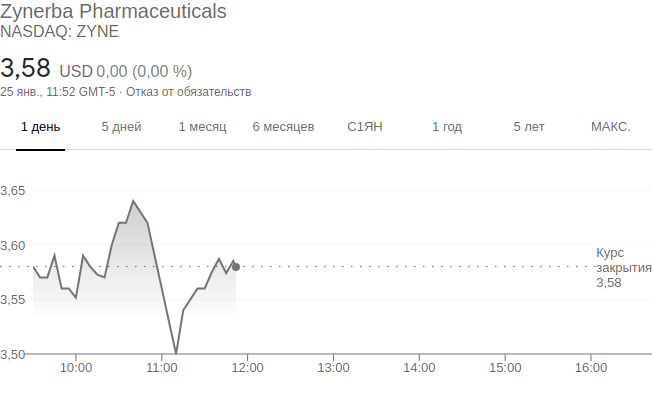 Zynerba Pharmaceuticals
NASDAQ: ZYNE
3,58 USD 0,00 (0,00 %)
25 янв., 11:52 GMT-5 · Отказ от обязательств
1 день 5 дней 1 месяц 6 месяцев С1ЯН 1 год 5 лет МАКС.
3,65
3,60
Курс
закрытия
3,58
3,55
3,50
10:00 11:00 12:00 13:00 14:00 15:00 16:00